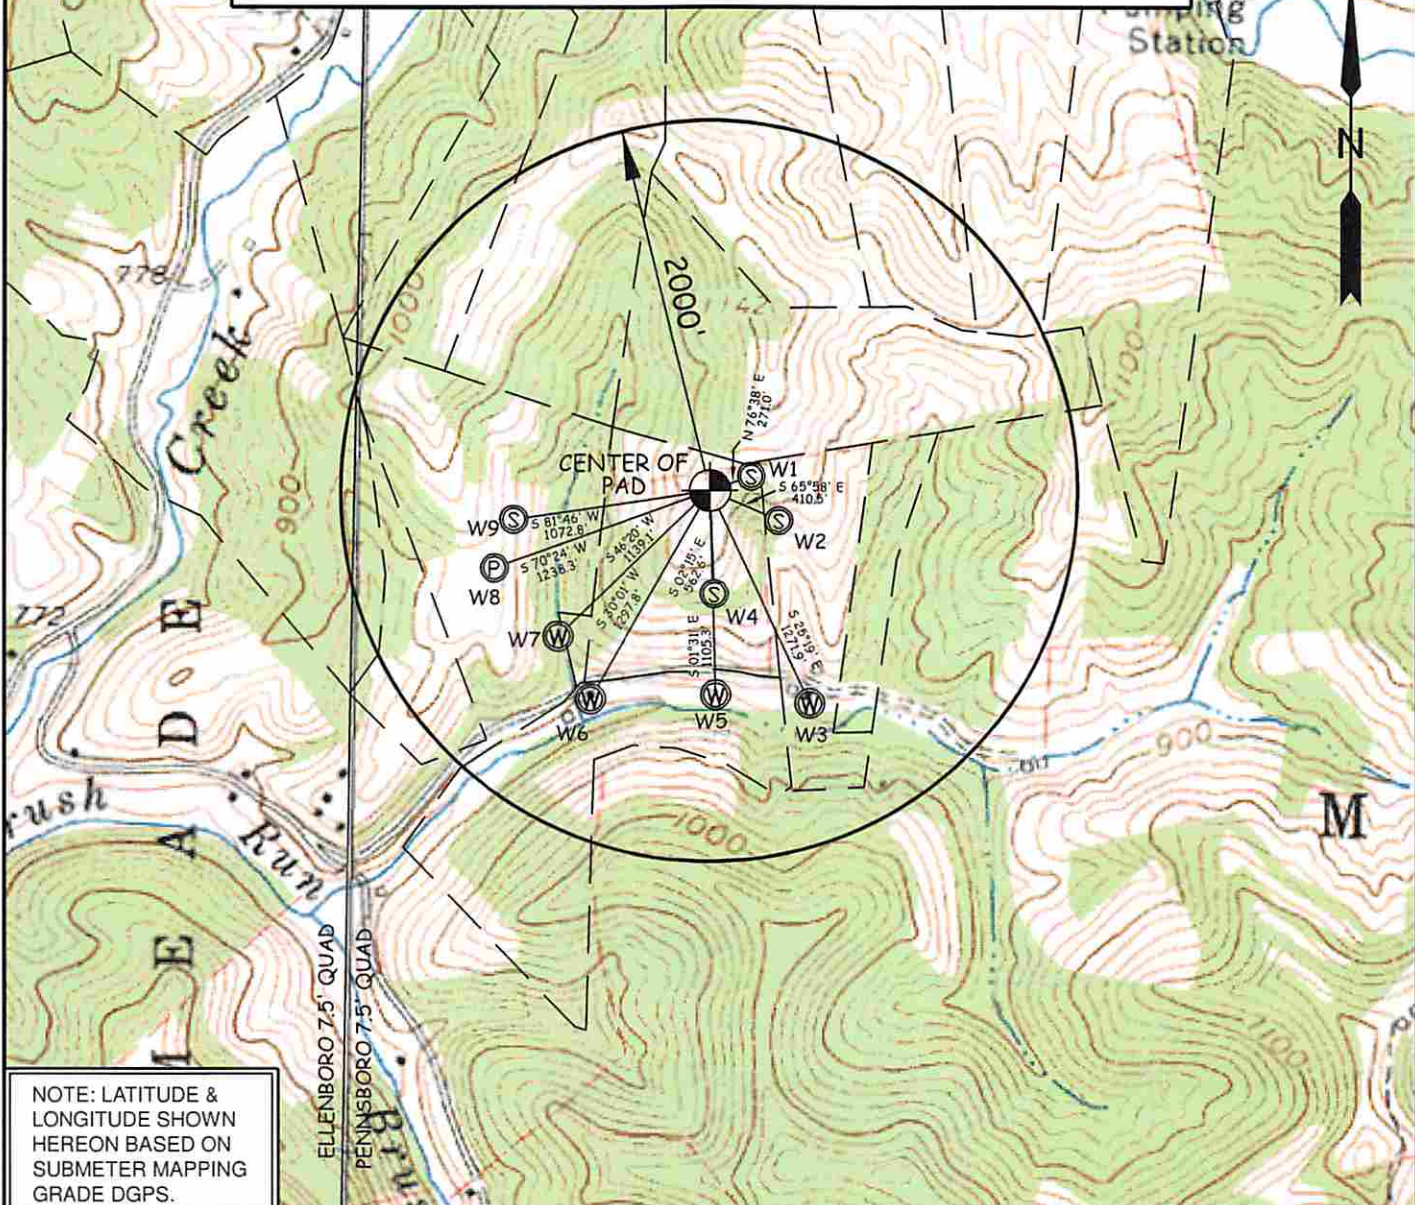 Station
N
778
Creek
1000
2000'
1142
1100
N 76°38' E
271.0'
CENTER OF
PAD
W1
S 65°58' E
410.5'
900
W9
S
S 81°46' W
1072.8'
S
S
W2
P
W8
S 70°24' W
1238.3'
S 46°20' W
1139.1'
S 30°01' W
1297.8'
S 02°15' E
562.6'
S
W4
772
W7
W
S 01°31' E
1105.3'
S 25°19' E
1271.9'
W
W6
W
W5
W
W3
900
M
E
D
A
E
M
Run
1000
1100
ELLENBORO 7.5' QUAD
PENNSBORO 7.5' QUAD
NOTE: LATITUDE &
LONGITUDE SHOWN
HEREON BASED ON
SUBMETER MAPPING
GRADE DGPS.